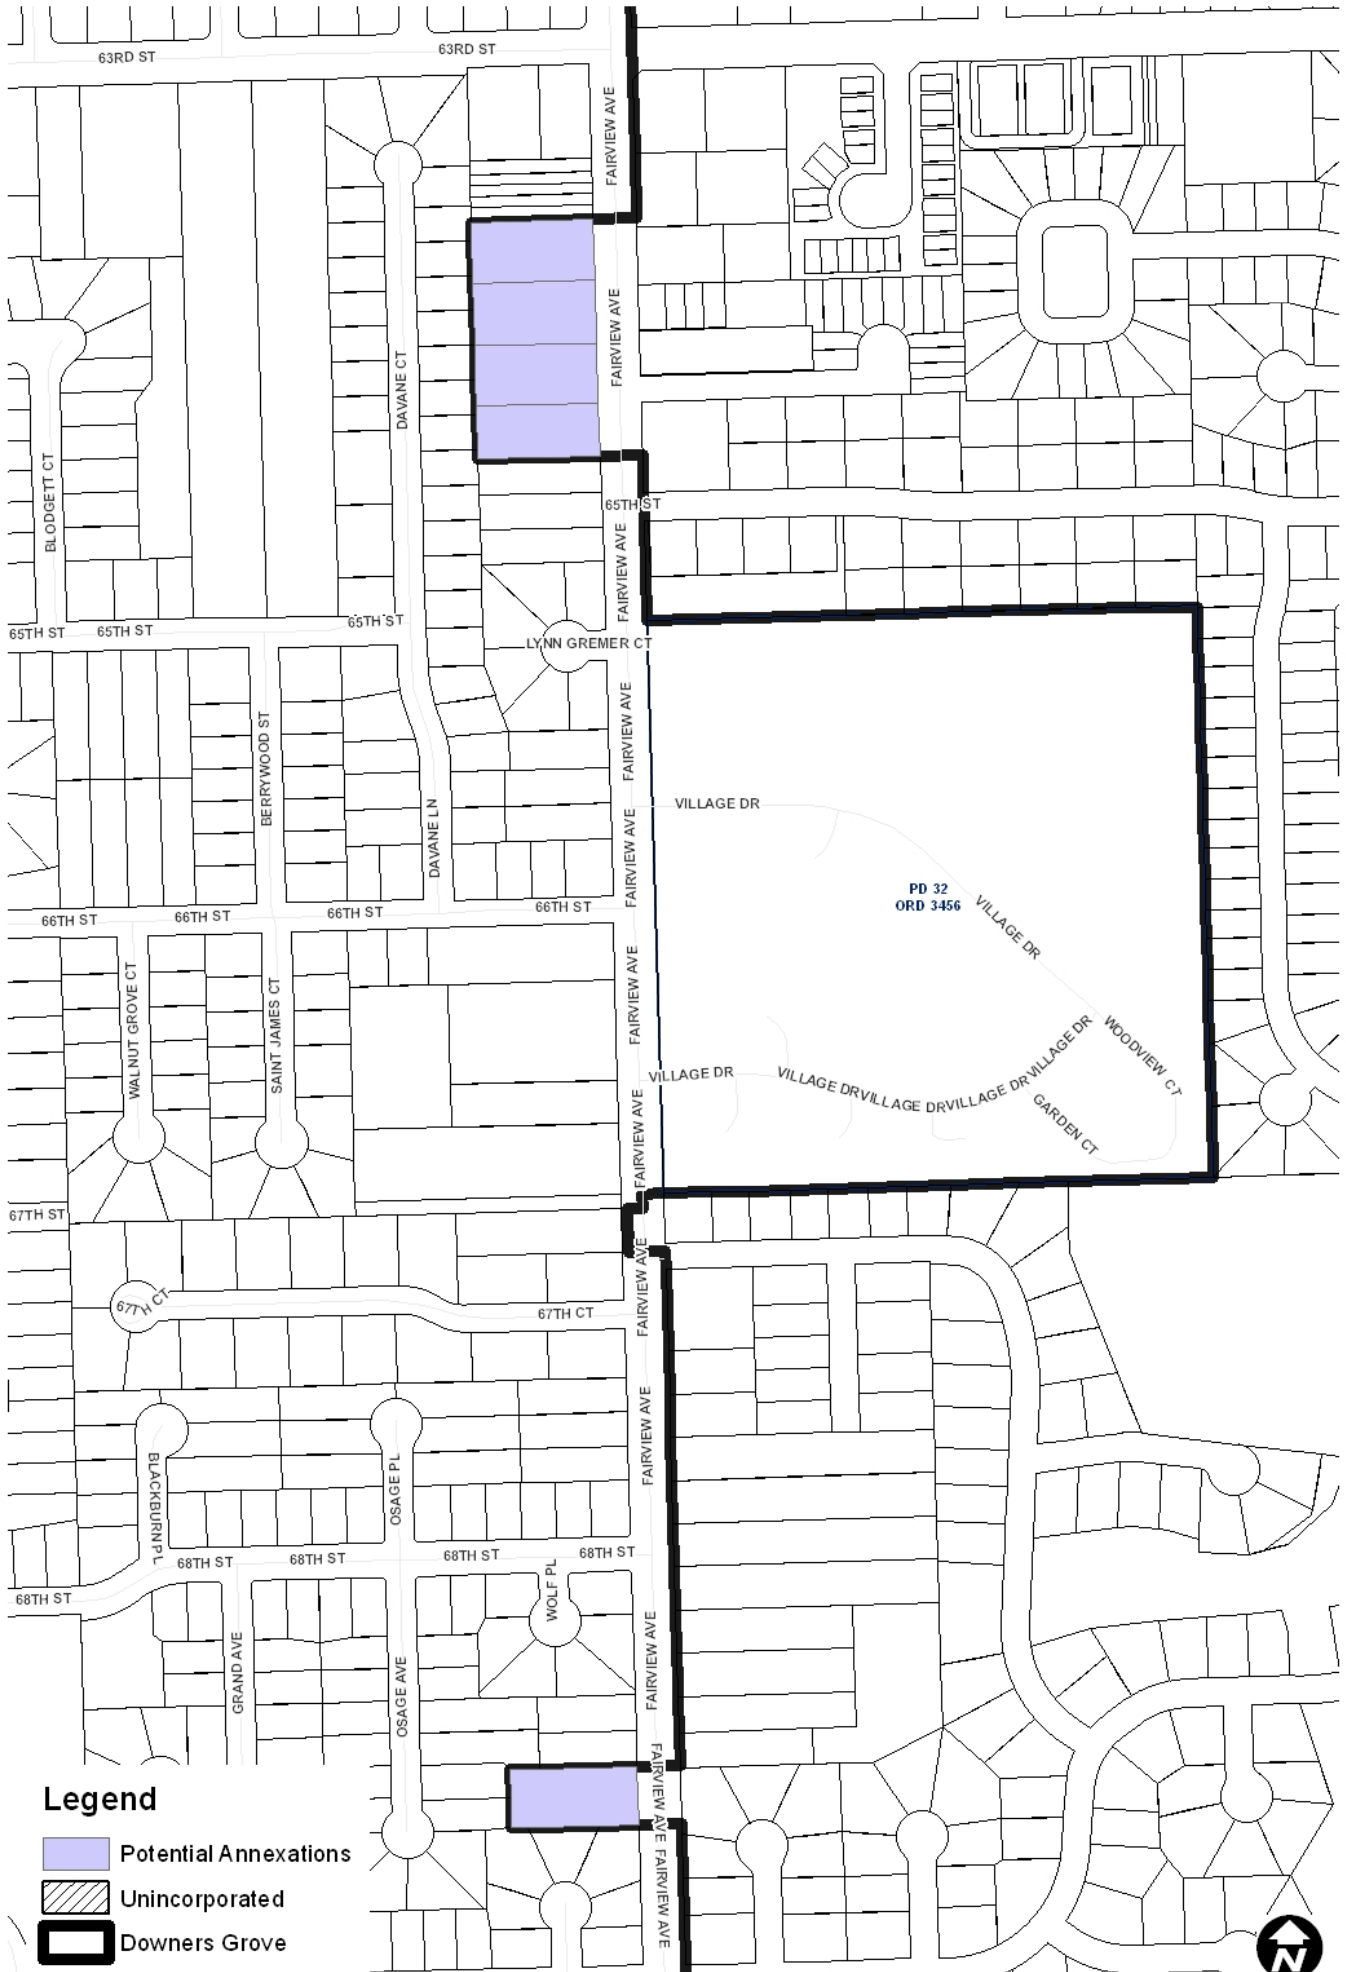 63RD ST
63RD ST
FAIRVIEW AVE
FAIRVIEW AVE
DAVANE CT
BLODGETT CT
65TH ST
FAIRVIEW AVE
65TH ST
65TH ST
65TH ST
LYNN GREMER CT
FAIRVIEW AVE
BERRYWOOD ST
DAVANE LN
FAIRVIEW AVE
VILLAGE DR
PD 32
ORD 3456
VILLAGE DR
66TH ST
66TH ST
66TH ST
66TH ST
FAIRVIEW AVE
WALNUT GROVE CT
SAINT JAMES CT
VILLAGE DR
VILLAGE DR
VILLAGE DR
VILLAGE DR
VILLAGE DR
WOODVIEW CT
GARDEN CT
FAIRVIEW AVE
67TH ST
FAIRVIEW AVE
67TH CT
67TH CT
FAIRVIEW AVE
BLACKBURN PL
OSAGE PL
68TH ST
68TH ST
68TH ST
68TH ST
68TH ST
WOLF PL
GRAND AVE
OSAGE AVE
FAIRVIEW AVE
FAIRVIEW AVE
FAIRVIEW AVE
Legend
Potential Annexations
Unincorporated
Downers Grove
N